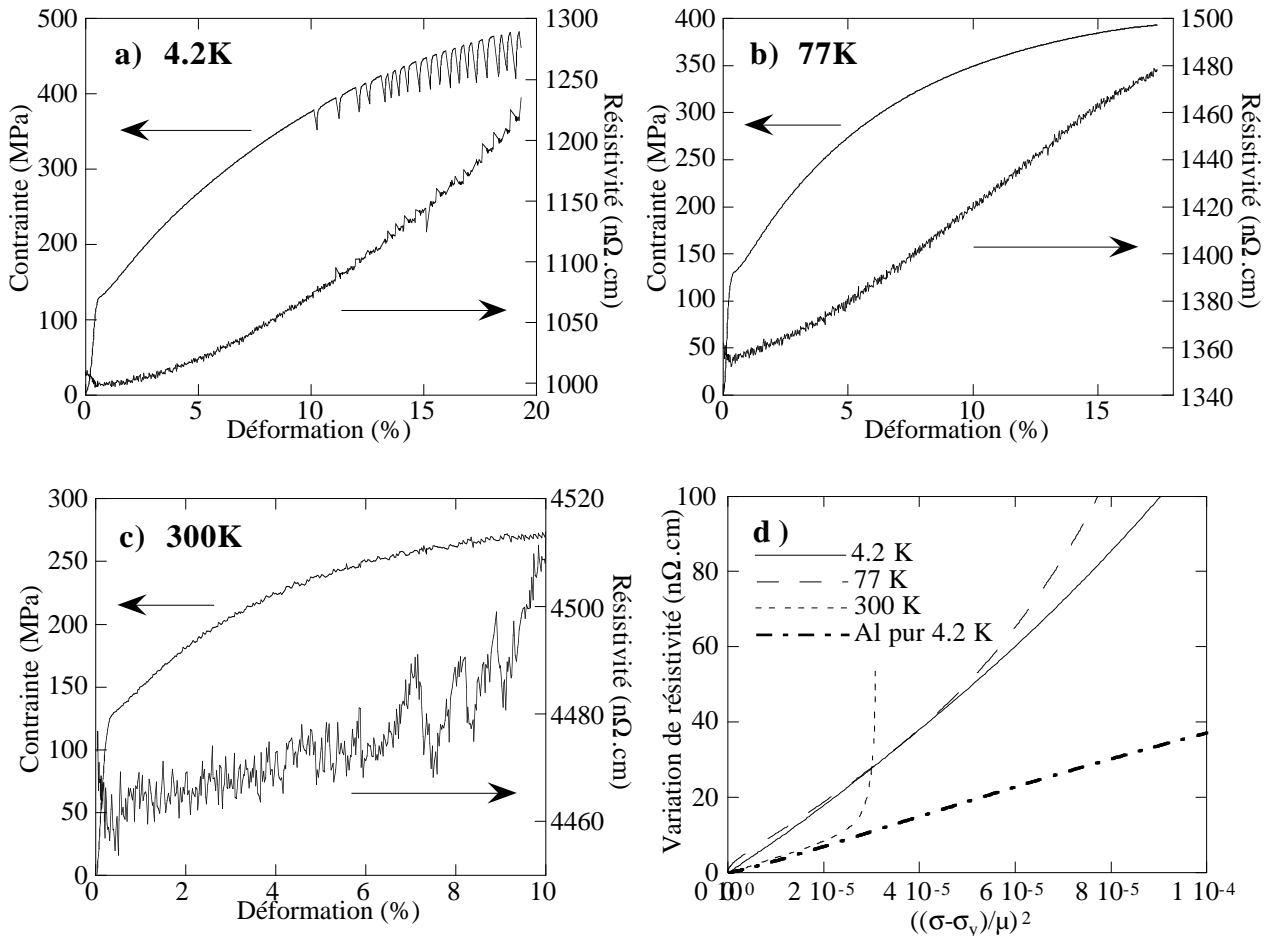 a) 4.2K
500
400
300
200
100
0
Contrainte (MPa)
1300
1250
1200
1150
1100
1050
1000
Résistivité (nΩ.cm)
0 5 10 15 20
Déformation (%)
b) 77K
400
350
300
250
200
150
100
50
0
Contrainte (MPa)
1500
1480
1460
1440
1420
1400
1380
1360
1340
Résistivité (nΩ.cm)
0 5 10 15
Déformation (%)
c) 300K
300
250
200
150
100
50
0
Contrainte (MPa)
4520
4500
4480
4460
Résistivité (nΩ.cm)
0 2 4 6 8 10
Déformation (%)
d )
4.2 K
77 K
300 K
Al pur 4.2 K
100
80
60
40
20
0
Variation de résistivité (nΩ.cm)
0 10⁰ 2 10⁻⁵ 4 10⁻⁵ 6 10⁻⁵ 8 10⁻⁵ 1 10⁻⁴
((σ-σy)/μ)²